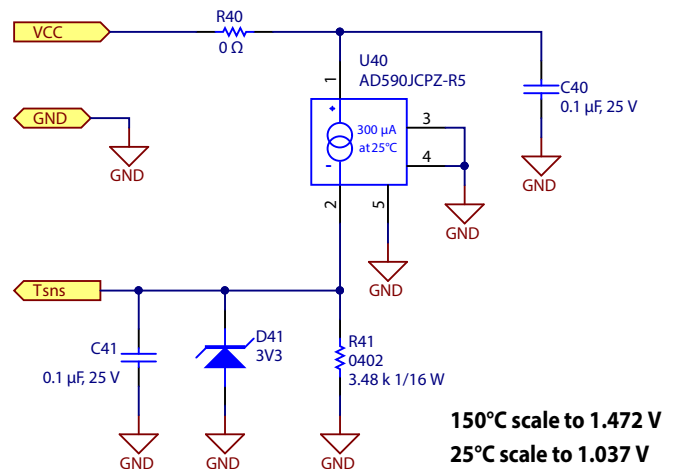 VCC
R40
0 Ω
U40
AD590JCPZ-R5
1
C40
0.1 µF, 25 V
GND
GND
+
300 µA
at 25°C
-
3
4
2
5
GND
GND
GND
Tsns
C41
0.1 µF, 25 V
D41
3V3
R41
0402
3.48 k 1/16 W
GND
GND
GND
150°C scale to 1.472 V
25°C scale to 1.037 V